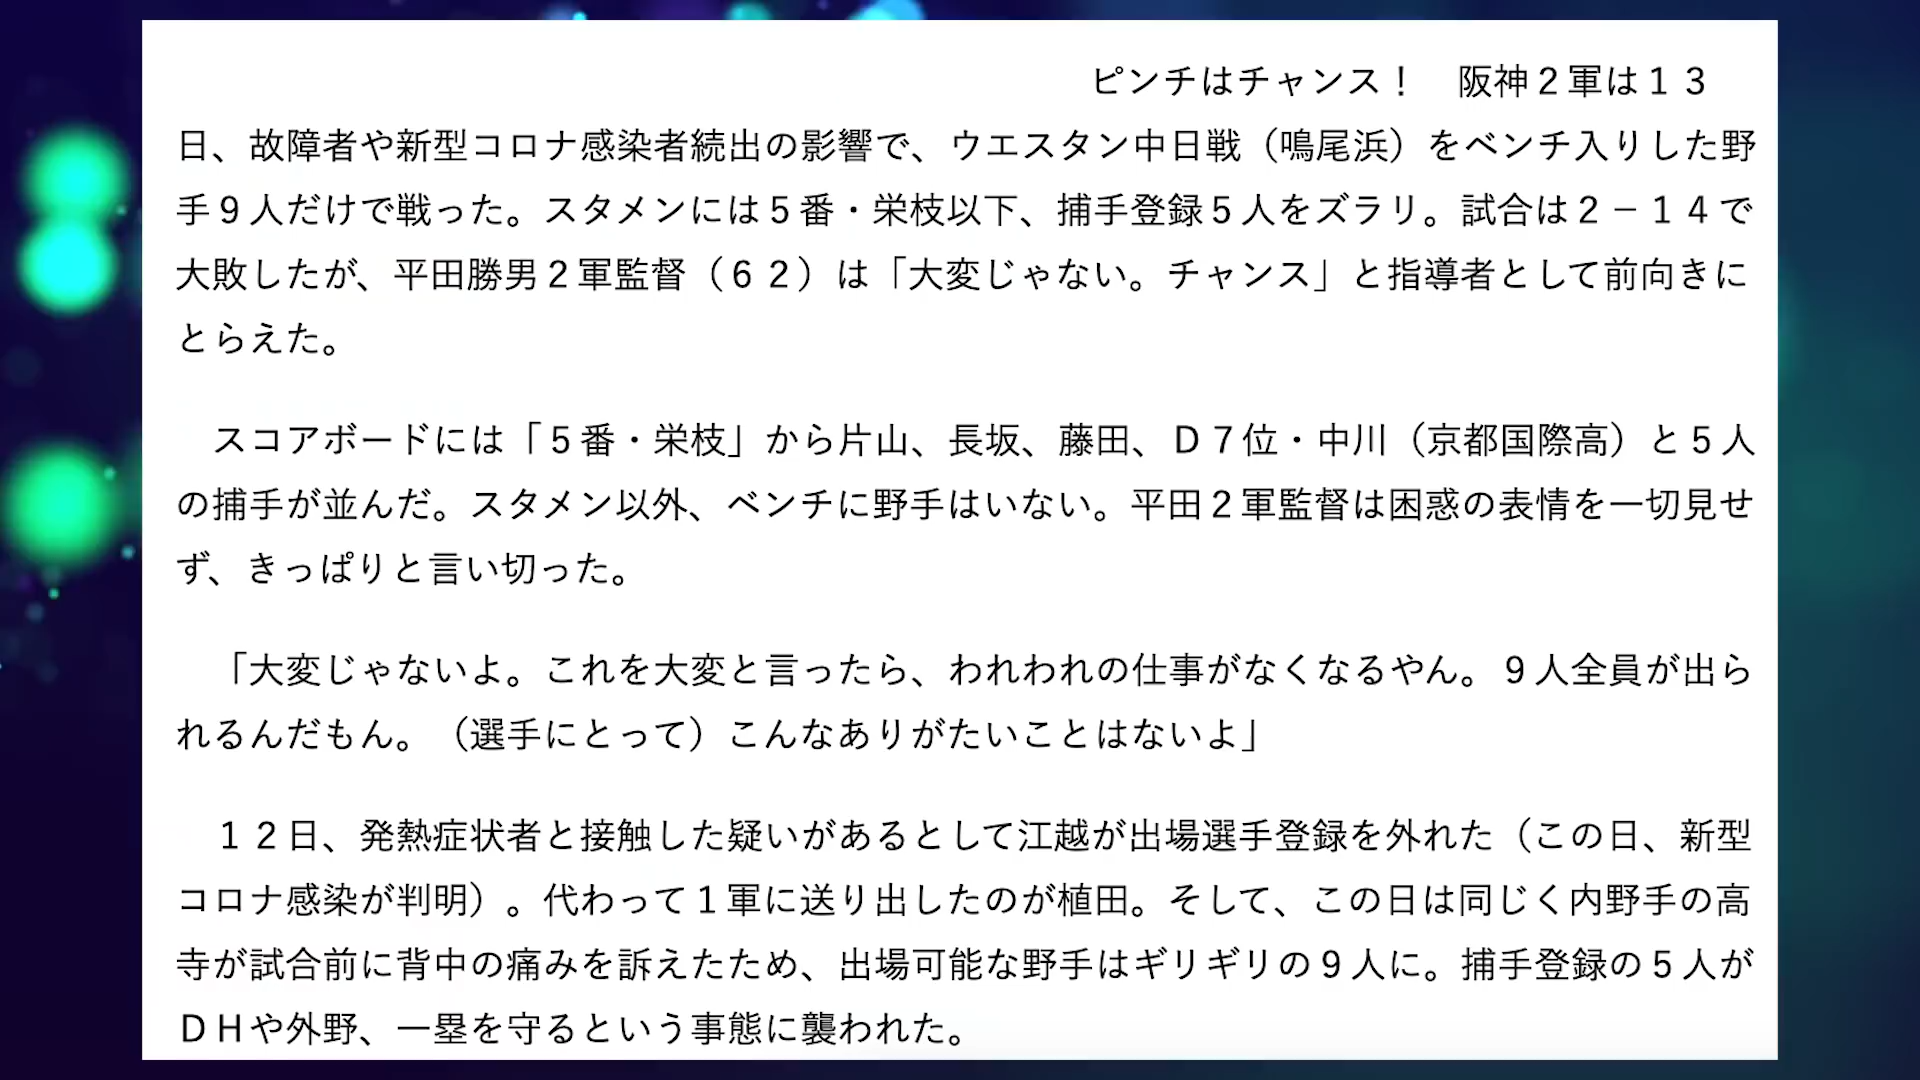 ピンチはチャンス！　阪神２軍は１３
日、故障者や新型コロナ感染者続出の影響で、ウエスタン中日戦（鳴尾浜）をベンチ入りした野
手９人だけで戦った。スタメンには５番・栄枝以下、捕手登録５人をズラリ。試合は２－１４で
大敗したが、平田勝男２軍監督（６２）は「大変じゃない。チャンス」と指導者として前向きに
とらえた。
スコアボードには「５番・栄枝」から片山、長坂、藤田、Ｄ７位・中川（京都国際高）と５人
の捕手が並んだ。スタメン以外、ベンチに野手はいない。平田２軍監督は困惑の表情を一切見せ
ず、きっぱりと言い切った。
「大変じゃないよ。これを大変と言ったら、われわれの仕事がなくなるやん。９人全員が出ら
れるんだもん。（選手にとって）こんなありがたいことはないよ」
１２日、発熱症状者と接触した疑いがあるとして江越が出場選手登録を外れた（この日、新型
コロナ感染が判明）。代わって１軍に送り出したのが植田。そして、この日は同じく内野手の高
寺が試合前に背中の痛みを訴えたため、出場可能な野手はギリギリの９人に。捕手登録の５人が
ＤＨや外野、一塁を守るという事態に襲われた。